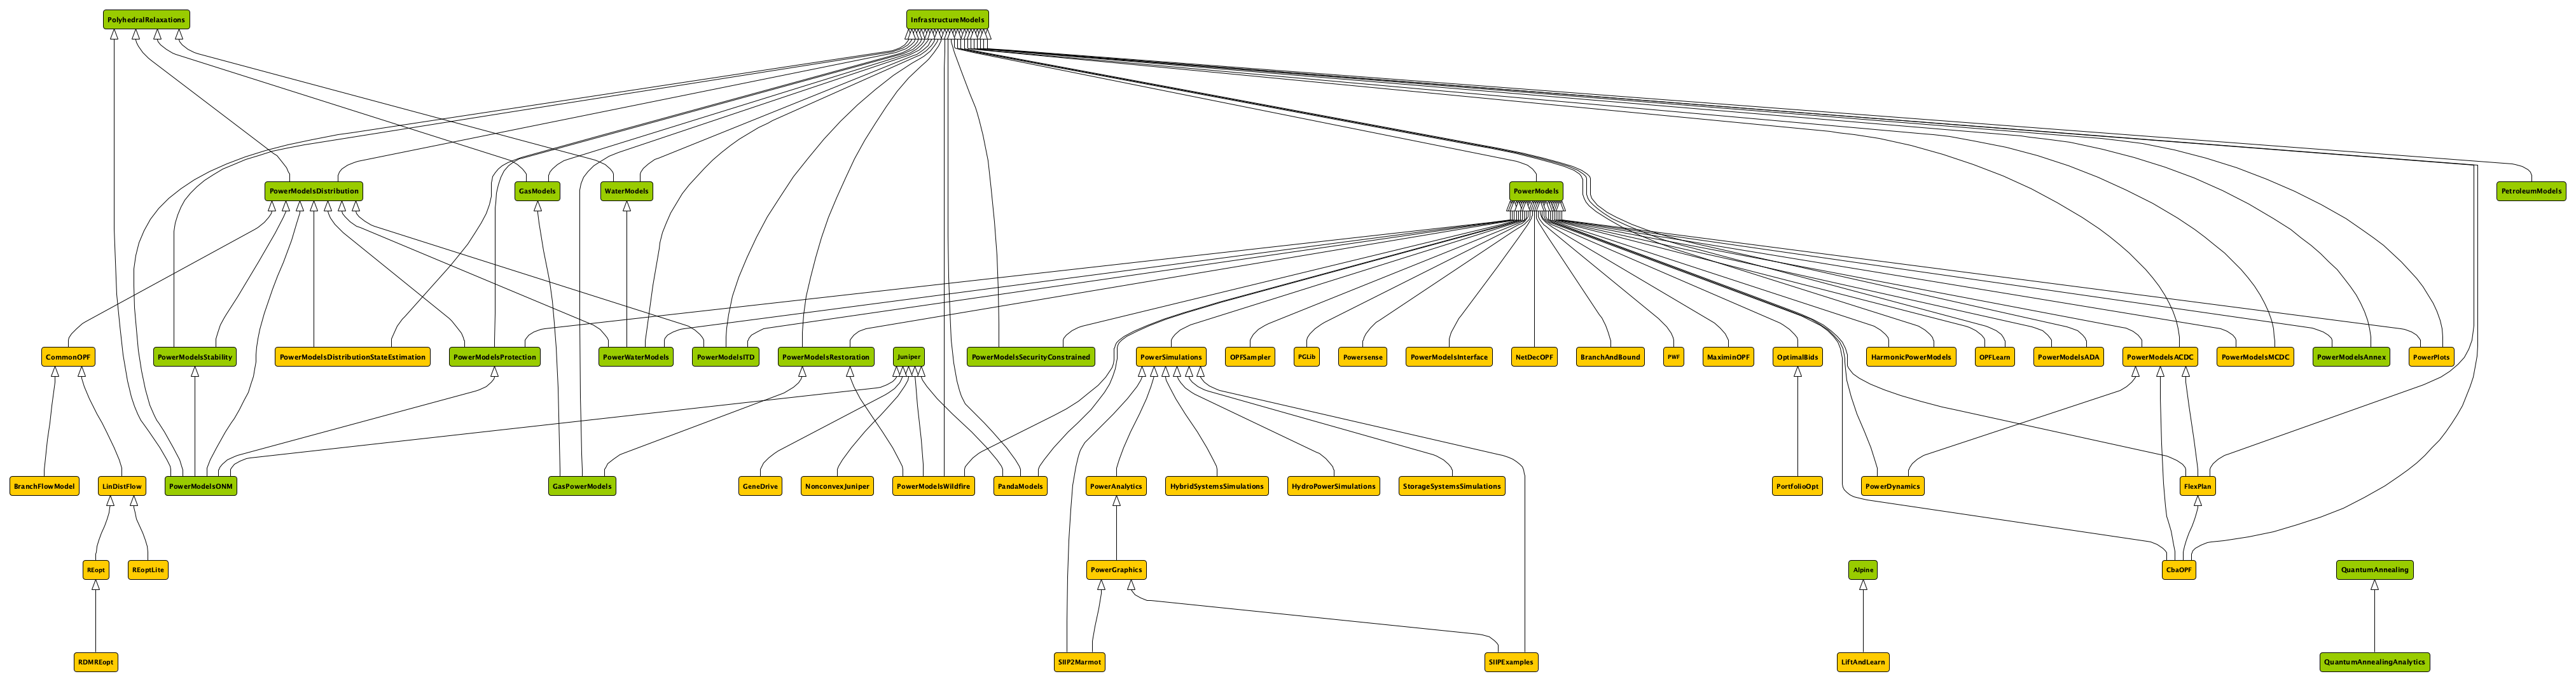 PolyhedralRelaxations
InfrastructureModels
PowerModelsDistribution
GasModels
WaterModels
PowerModels
PetroleumModels
CommonOPF
PowerModelsStability
PowerModelsDistributionStateEstimation
PowerModelsProtection
PowerWaterModels
PowerModelsITD
PowerModelsRestoration
Juniper
PowerModelsSecurityConstrained
PowerSimulations
OPFSampler
PGLib
Powersense
PowerModelsInterface
NetDecOPF
BranchAndBound
PWF
MaximinOPF
OptimalBids
HarmonicPowerModels
OPFLearn
PowerModelsADA
PowerModelsACDC
PowerModelsMCDC
PowerModelsAnnex
PowerPlots
BranchFlowModel
LinDistFlow
PowerModelsONM
GasPowerModels
GeneDrive
NonconvexJuniper
PowerModelsWildfire
PandaModels
PowerAnalytics
HybridSystemsSimulations
HydroPowerSimulations
StorageSystemsSimulations
PortfolioOpt
PowerDynamics
FlexPlan
REopt
REoptLite
PowerGraphics
Alpine
CbaOPF
QuantumAnnealing
RDMREopt
SIIP2Marmot
SIIPExamples
LiftAndLearn
QuantumAnnealingAnalytics